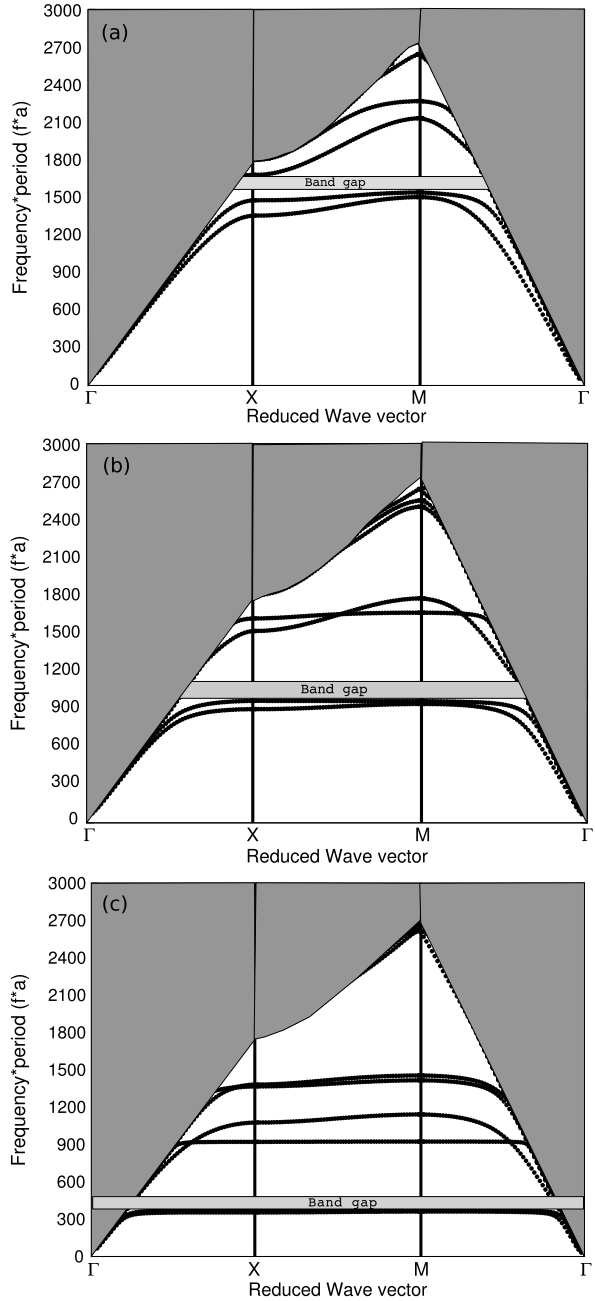 (a)
Frequency*period (f*a)
3000
2700
2400
2100
1800
1500
1200
900
600
300
0
Band gap
Γ X M Γ
Reduced Wave vector
(b)
Frequency*period (f*a)
3000
2700
2400
2100
1800
1500
1200
900
600
300
0
Band gap
Γ X M Γ
Reduced Wave vector
(c)
Frequency*period (f*a)
3000
2700
2400
2100
1800
1500
1200
900
600
300
0
Band gap
Γ X M Γ
Reduced Wave vector